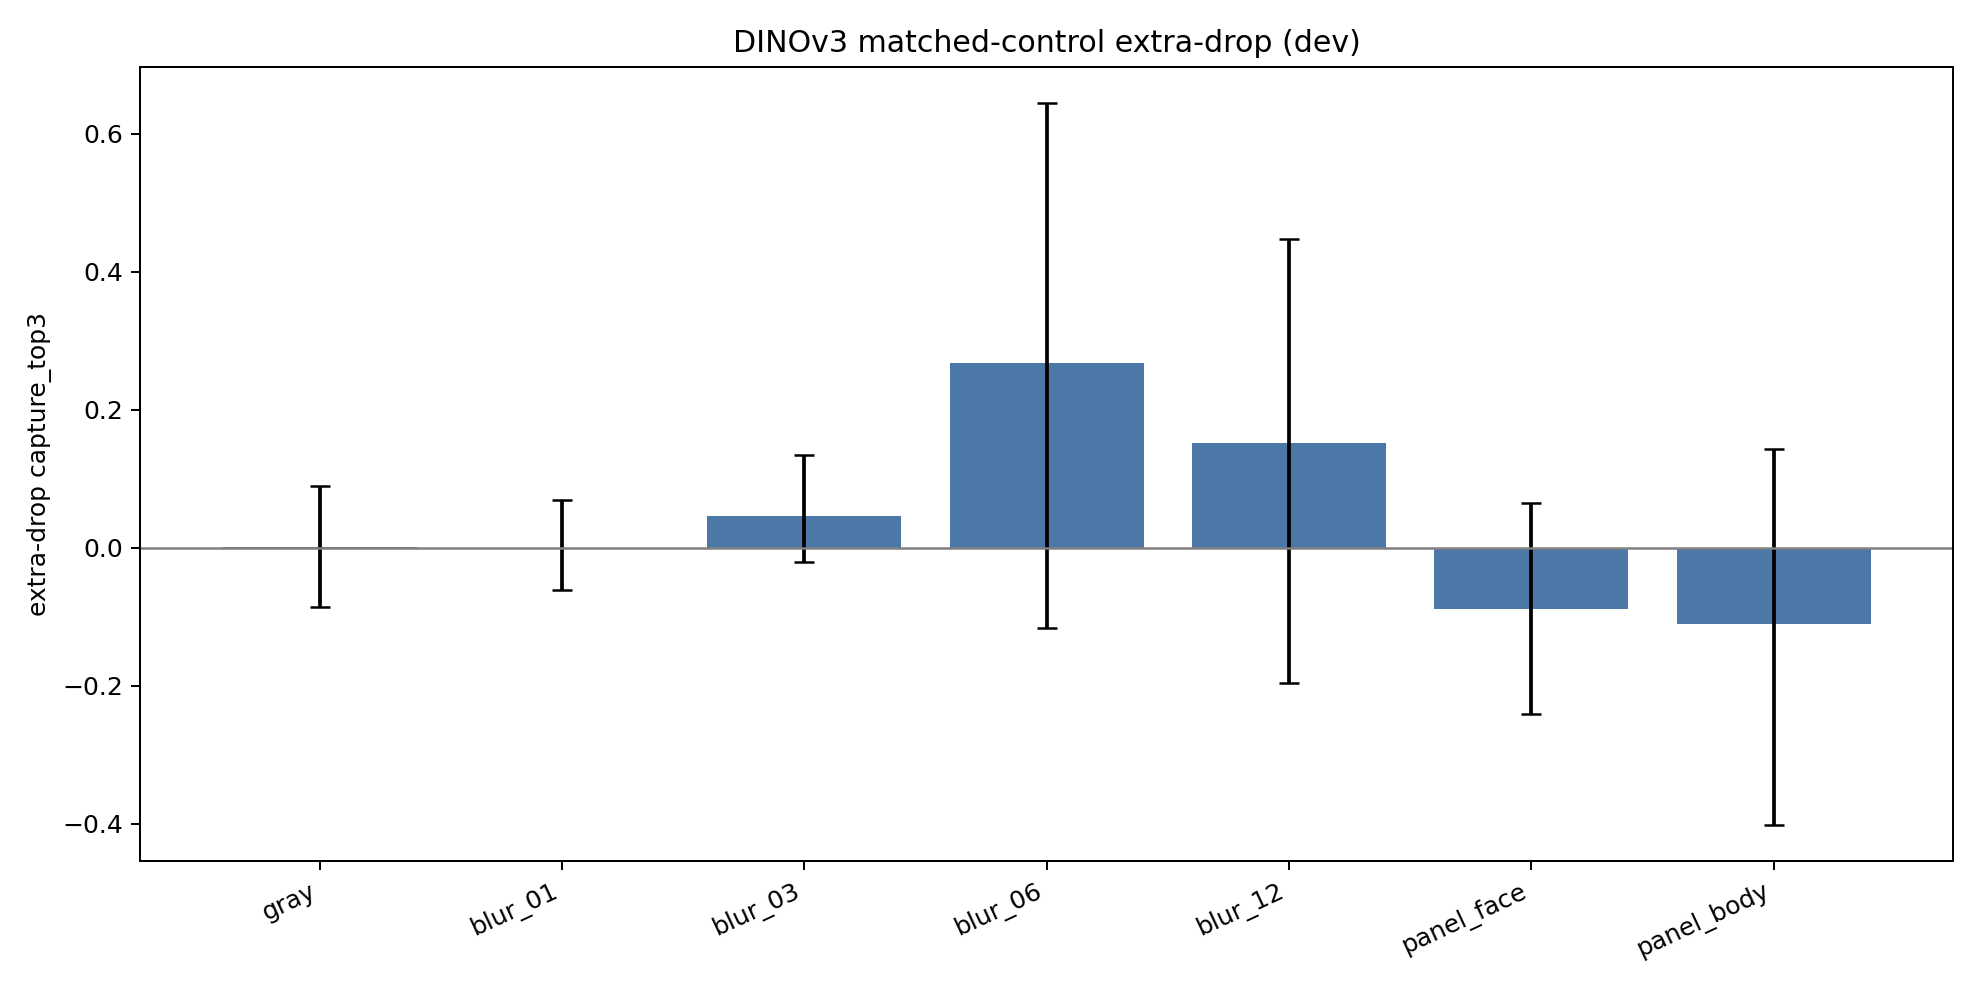 DINOv3 matched-control extra-drop (dev)
extra-drop capture_top3
0.6
0.4
0.2
0.0
−0.2
−0.4
gray
blur_01
blur_03
blur_06
blur_12
panel_face
panel_body